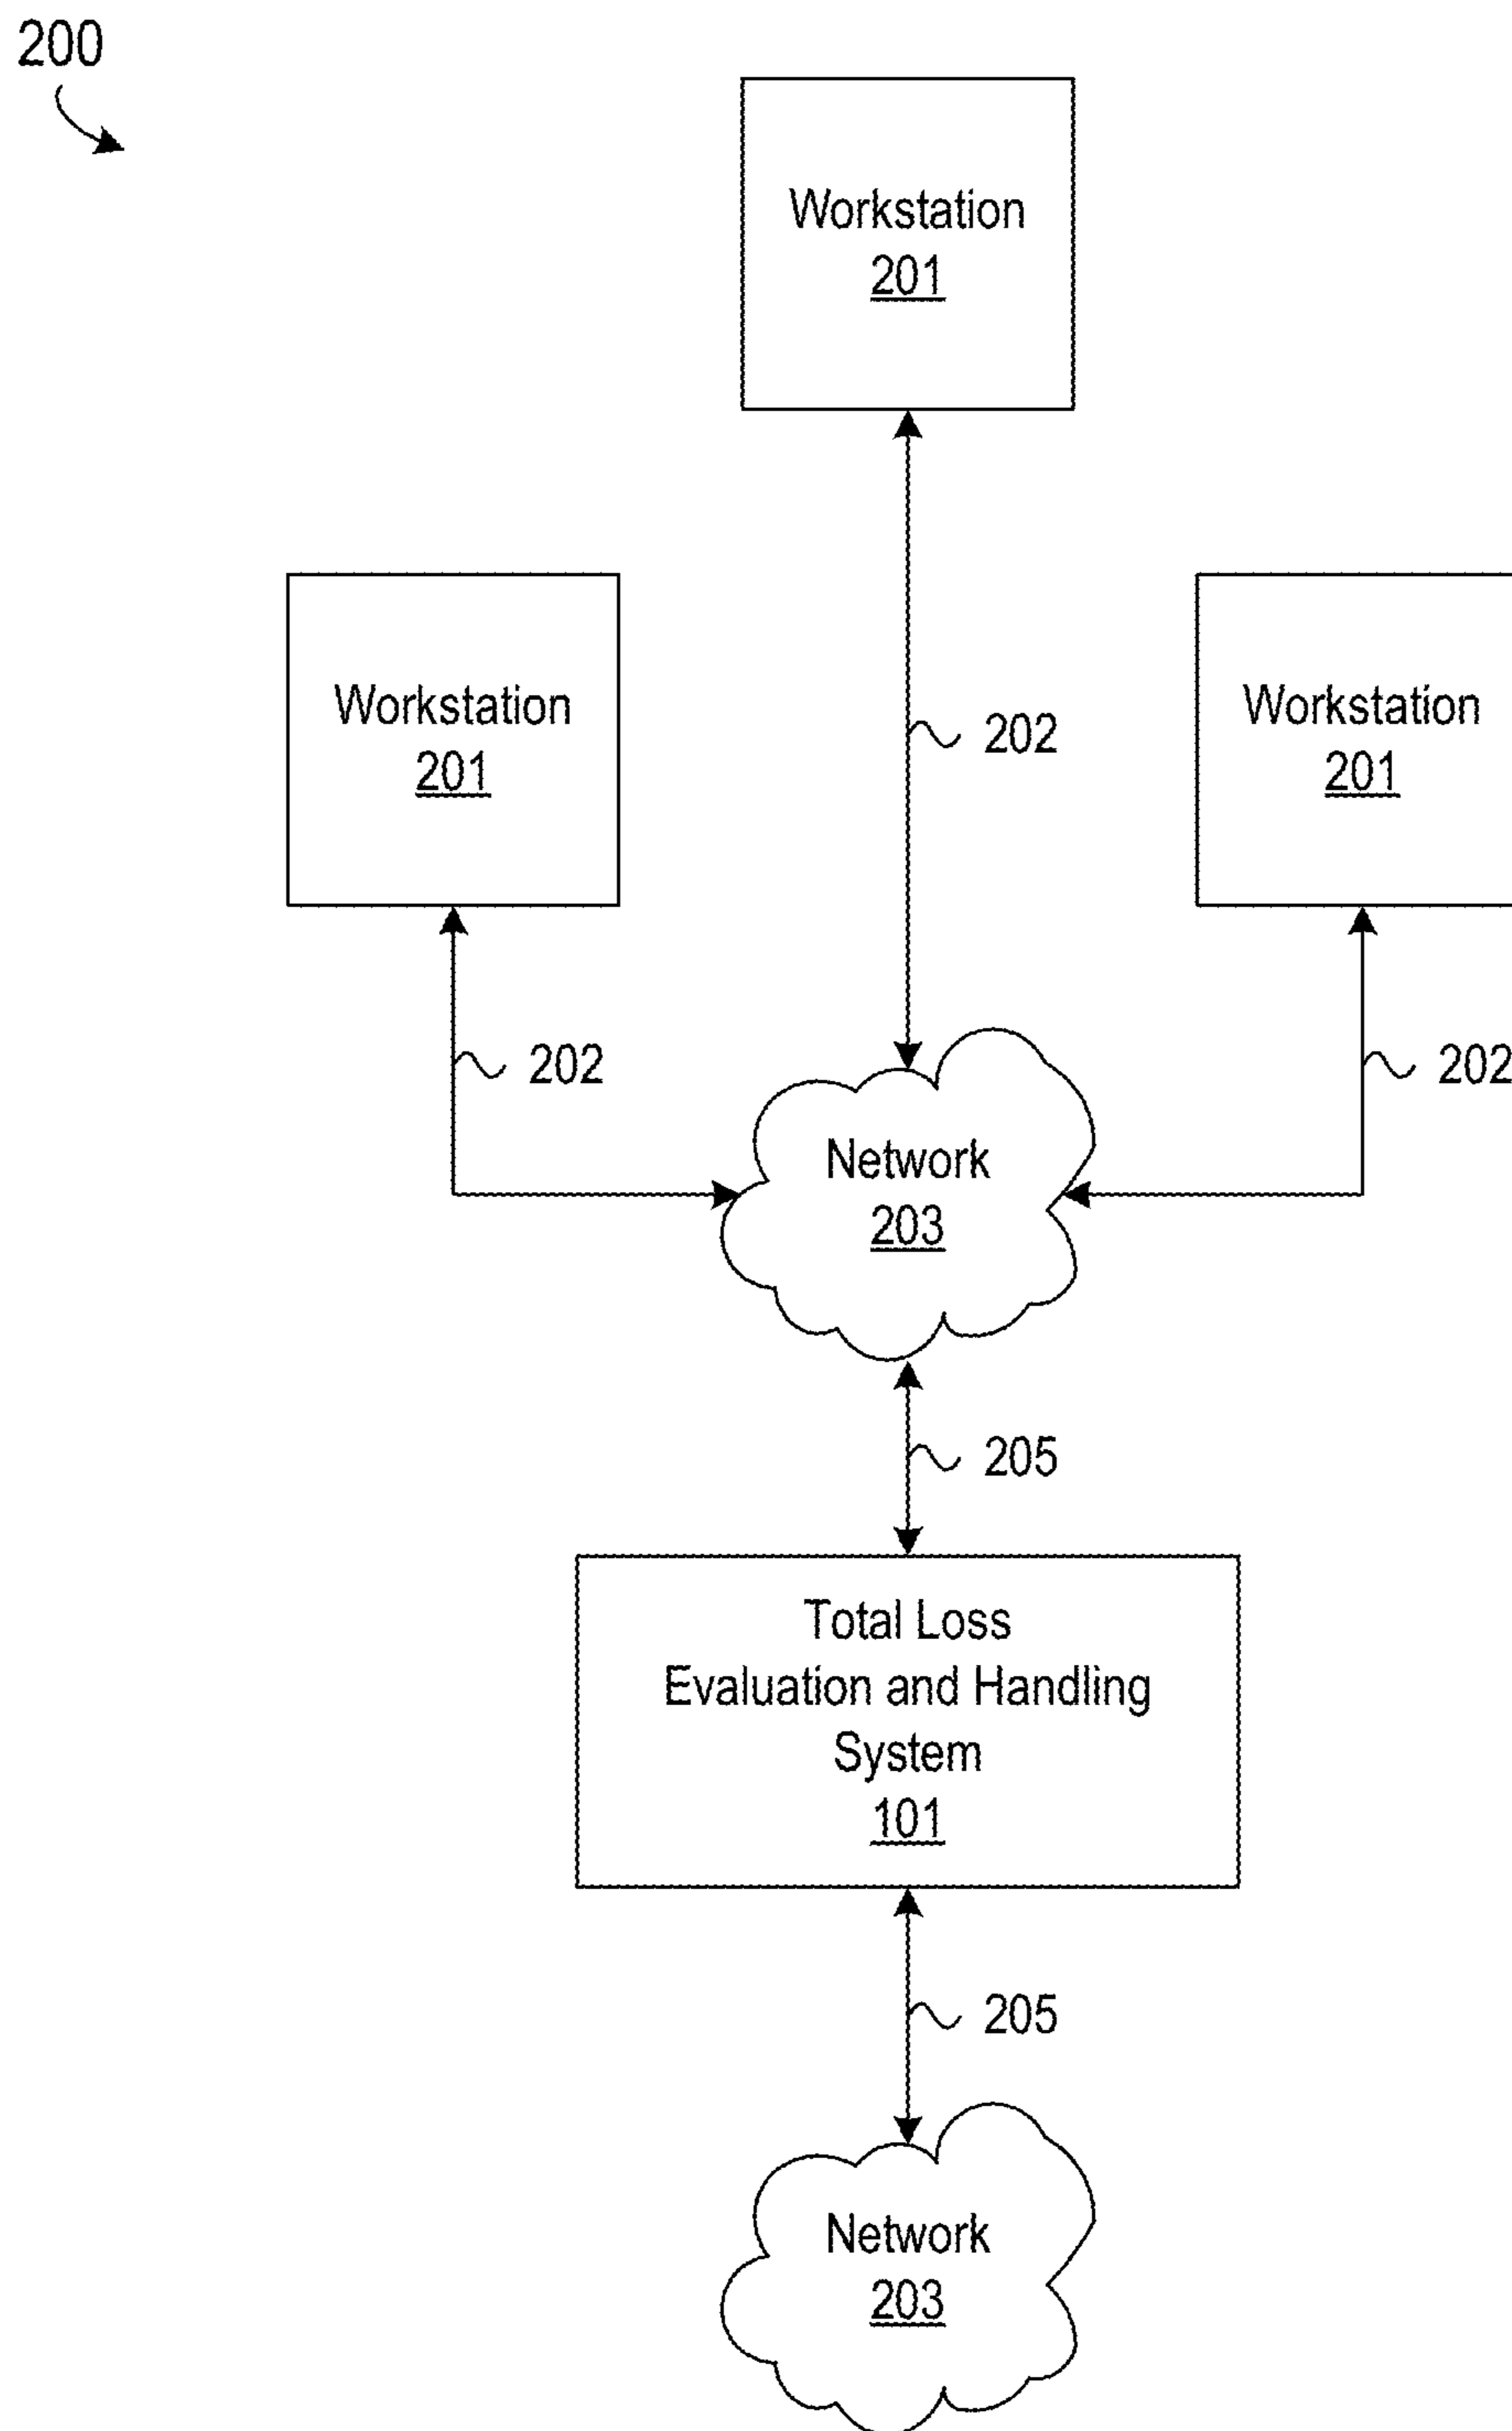 200
Workstation
201
Workstation
201
202
Workstation
201
202
202
Network
203
205
Total Loss
Evaluation and Handling
System
101
205
Network
203